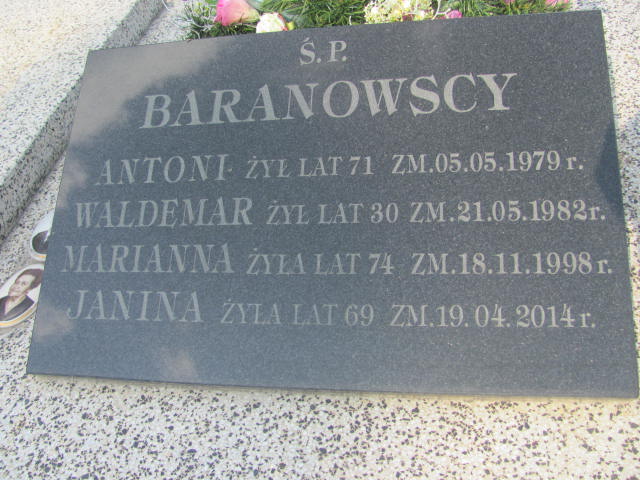 Ś.P.
BARANOWSCY
ANTONI ŻYŁ LAT 71 ZM.05.05.1979 r.
WALDEMAR ŻYŁ LAT 30 ZM.21.05.1982r.
MARIANNA ŻYŁA LAT 74 ZM.18.11.1998 r.
JANINA ŻYŁA LAT 69 ZM.19.04.2014 r.